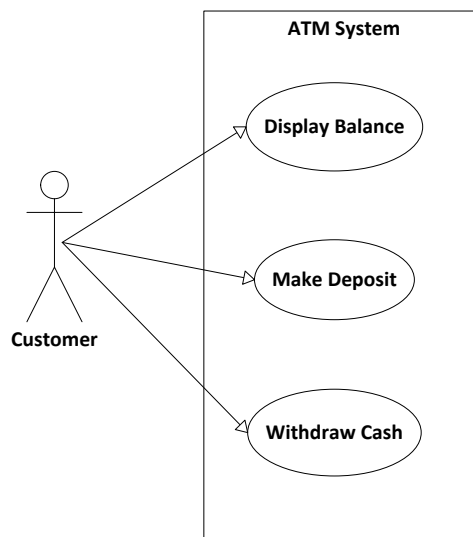 ATM System
Display Balance
Make Deposit
Customer
Withdraw Cash